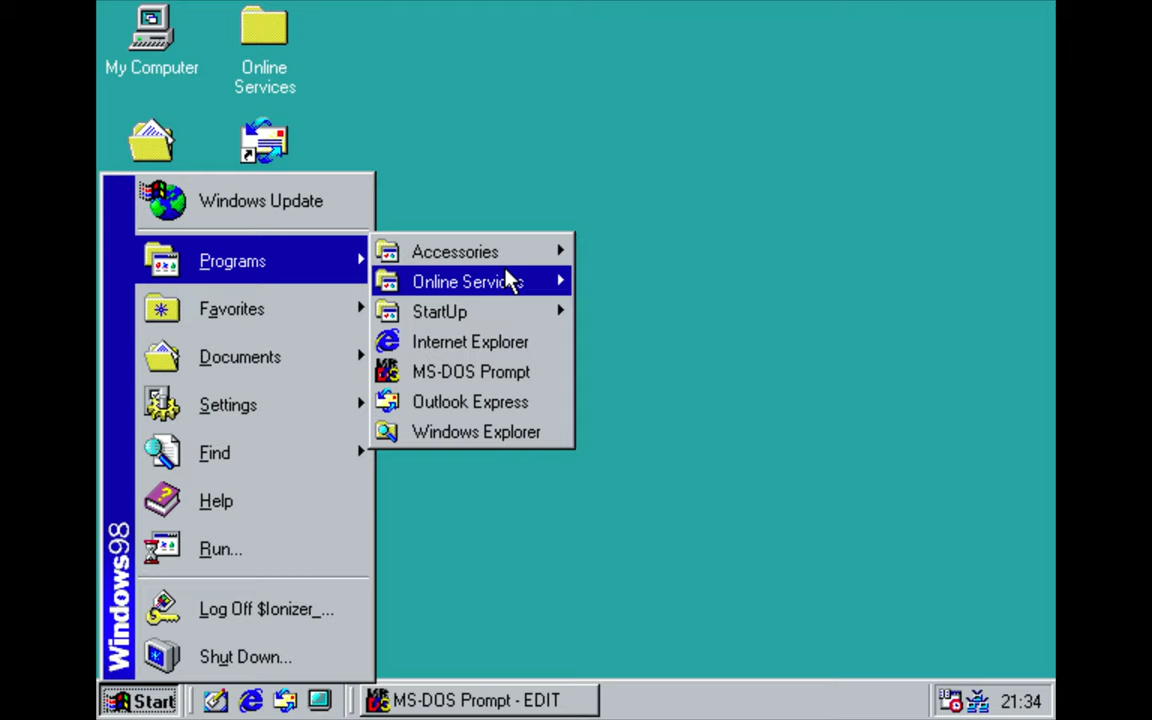 My Computer
Online
Services
Windows Update
Programs
Favorites
Documents
Settings
Find
Help
Run...
Log Off $Ionizer_...
Shut Down...
Windows98
Accessories
Online Services
StartUp
Internet Explorer
MS-DOS Prompt
Outlook Express
Windows Explorer
Start
MS-DOS Prompt - EDIT
21:34